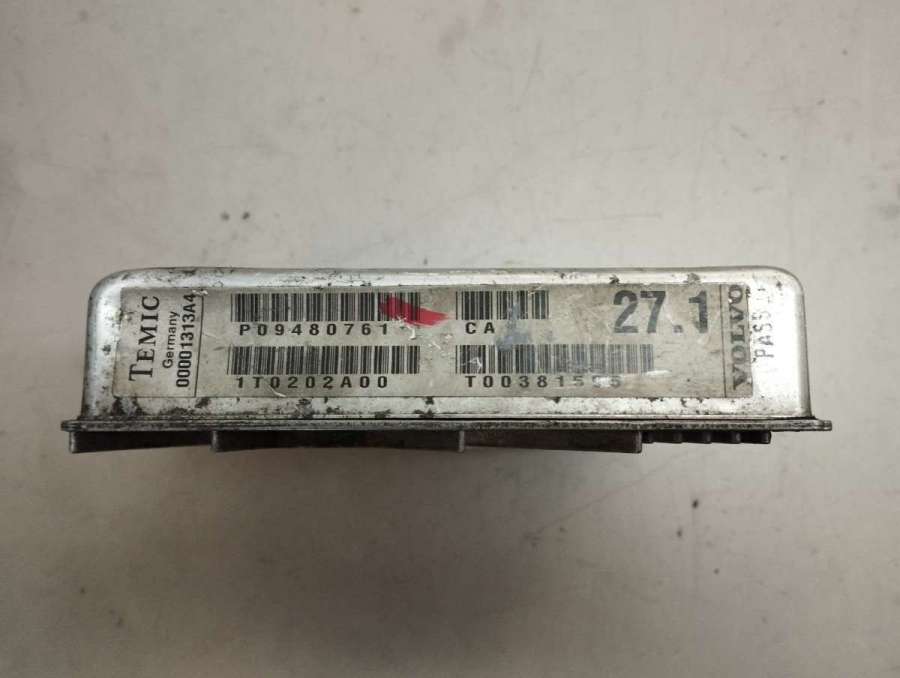 TEMIC
Germany
00001313A4
P09480761
CA
27.1
1T0202A00
VOLVO